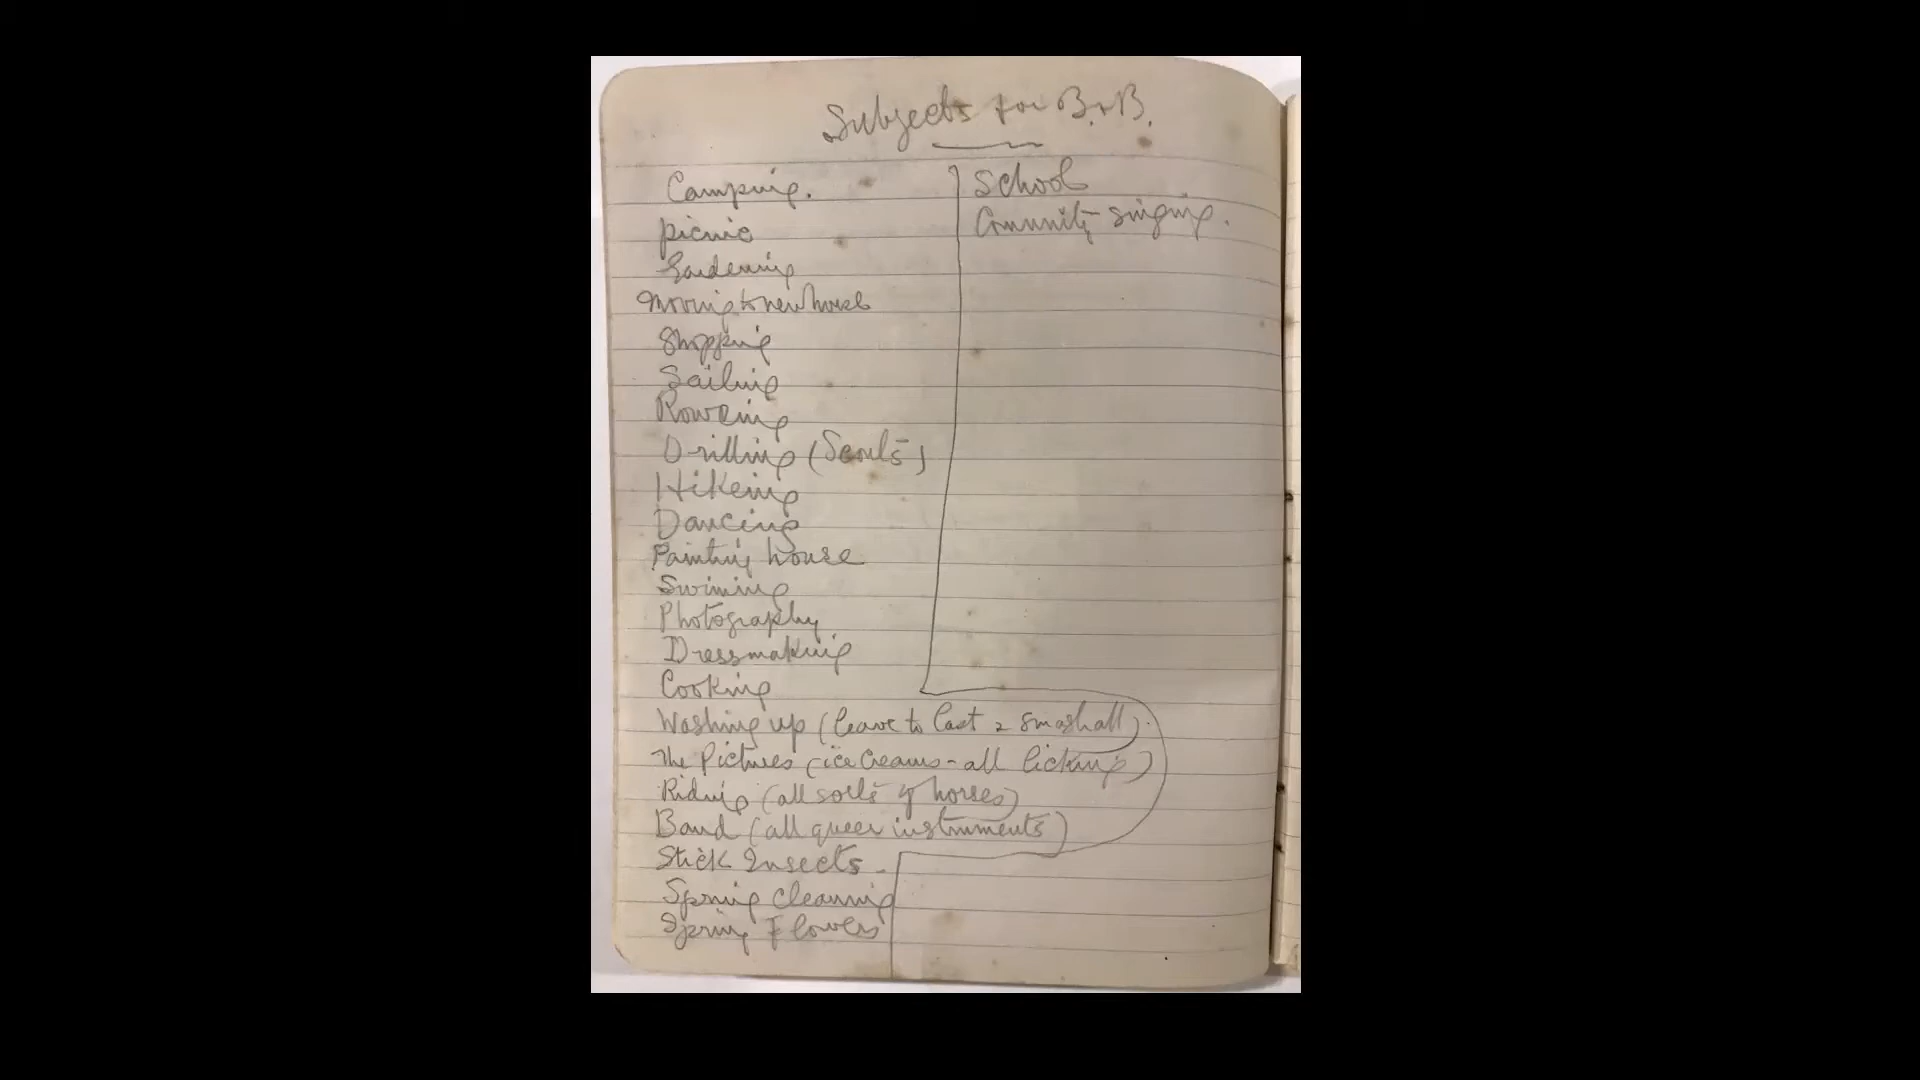 Subjects for B & B.
Camping.
picnic
Gardening
Moving to new house
Shopping
Sailing
Roweing
Drilling (Scouts)
Hikeing
Dancing
Painting house
Swiming
Photography
Dressmaking
Cooking
Washing up (leave to last & smash all).
The Pictures (ice Creams - all licking)
Riding (all sorts of horses)
Band (all queer instruments)
Stick Insects -
Spring cleaning
Spring Flowers
School
Community singing.